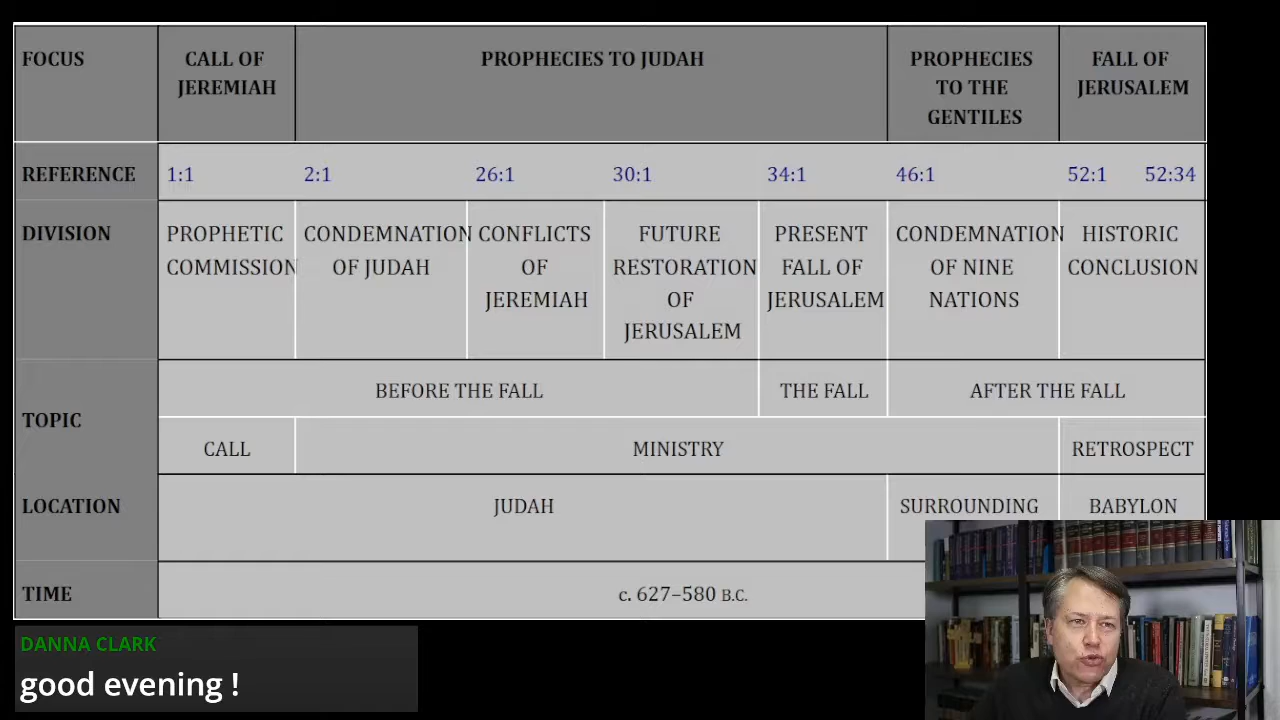 FOCUS
CALL OF
JEREMIAH
PROPHECIES TO JUDAH
PROPHECIES
TO THE
GENTILES
FALL OF
JERUSALEM
REFERENCE 1:1 2:1 26:1 30:1 34:1 46:1 52:1 52:34
DIVISION
PROPHETIC
COMMISSION
CONDEMNATION
OF JUDAH
CONFLICTS
OF
JEREMIAH
FUTURE
RESTORATION
OF
JERUSALEM
PRESENT
FALL OF
JERUSALEM
CONDEMNATION
OF NINE
NATIONS
HISTORIC
CONCLUSION
TOPIC
BEFORE THE FALL THE FALL AFTER THE FALL
CALL MINISTRY RETROSPECT
LOCATION JUDAH SURROUNDING BABYLON
TIME c. 627–580 B.C.
DANNA CLARK
good evening !